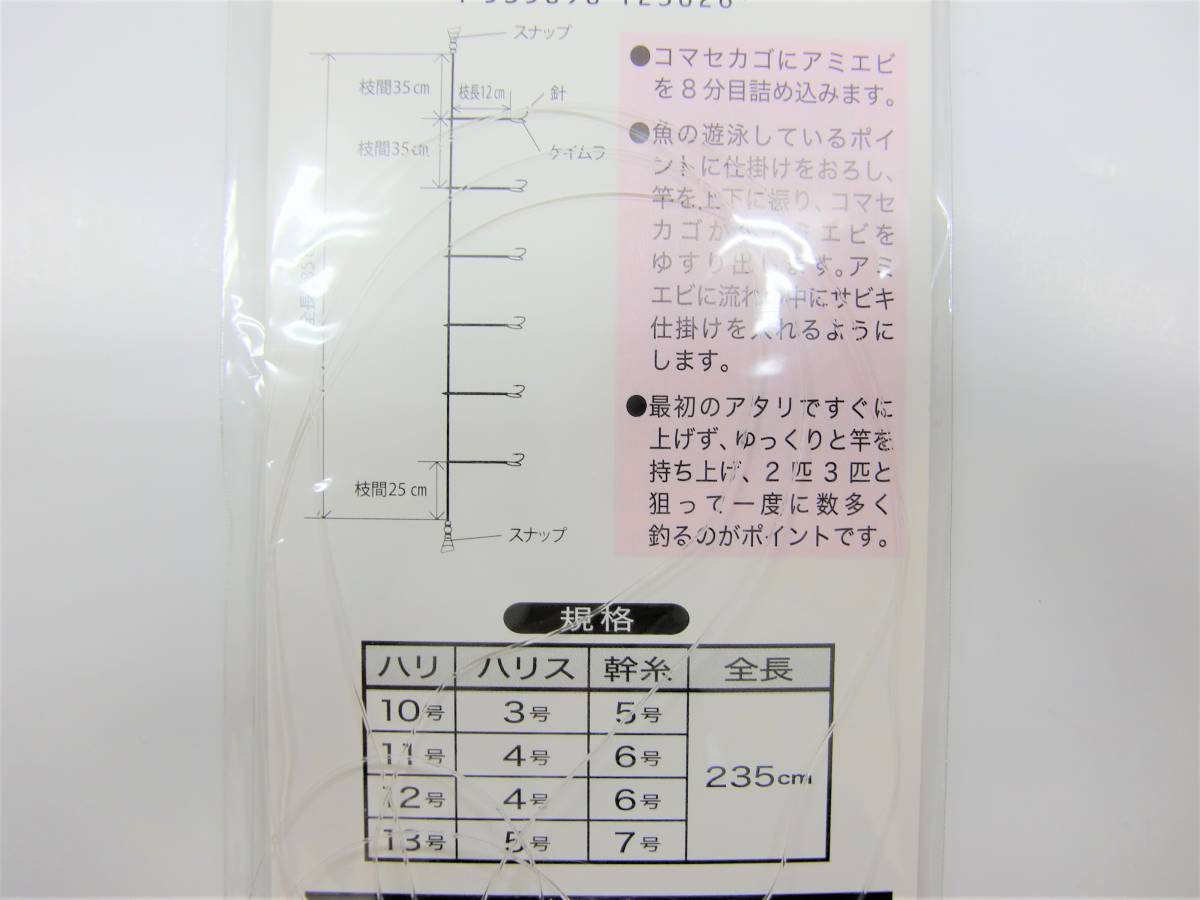 スナップ
枝間35cm
枝長12cm
針
枝間35cm
ケイムラ
枝間25cm
スナップ
●コマセカゴにアミエビ
を8分目詰め込みます。
●魚の遊泳しているポイ
ントに仕掛けをおろし、
竿を上下に振り、コマセ
カゴからアミエビを
ゆすり出します。アミ
エビに流れの中にサビキ
仕掛けを入れるように
します。
●最初のアタリですぐに
上げず、ゆっくりと竿を
持ち上げ、2匹3匹と
狙って一度に数多く
釣るのがポイントです。
規格
ハリ ハリス 幹糸 全長
10号 3号 5号
11号 4号 6号
235cm
12号 4号 6号
13号 5号 7号